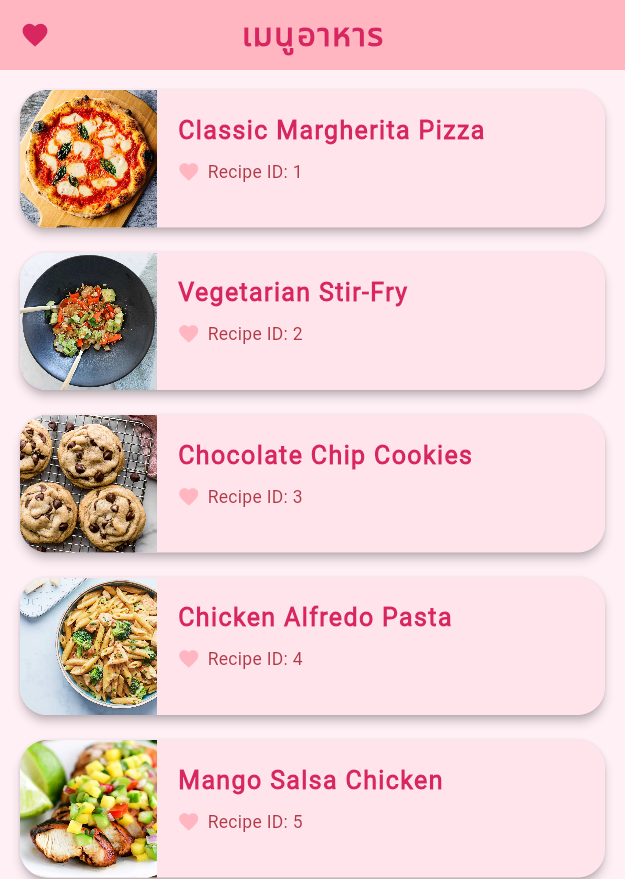 เมนูอาหาร
Classic Margherita Pizza
Recipe ID: 1
Vegetarian Stir-Fry
Recipe ID: 2
Chocolate Chip Cookies
Recipe ID: 3
Chicken Alfredo Pasta
Recipe ID: 4
Mango Salsa Chicken
Recipe ID: 5